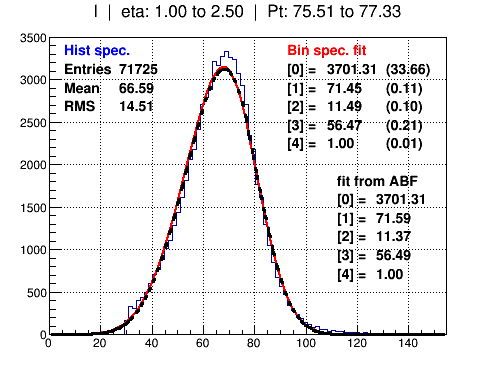 I | eta: 1.00 to 2.50 | Pt: 75.51 to 77.33
Hist spec.
Entries 71725
Mean 66.59
RMS 14.51
Bin spec. fit
[0] = 3701.31 (33.66)
[1] = 71.45 (0.11)
[2] = 11.49 (0.10)
[3] = 56.47 (0.21)
[4] = 1.00 (0.01)
fit from ABF
[0] = 3701.31
[1] = 71.59
[2] = 11.37
[3] = 56.49
[4] = 1.00
3500
3000
2500
2000
1500
1000
500
0
0 20 40 60 80 100 120 140